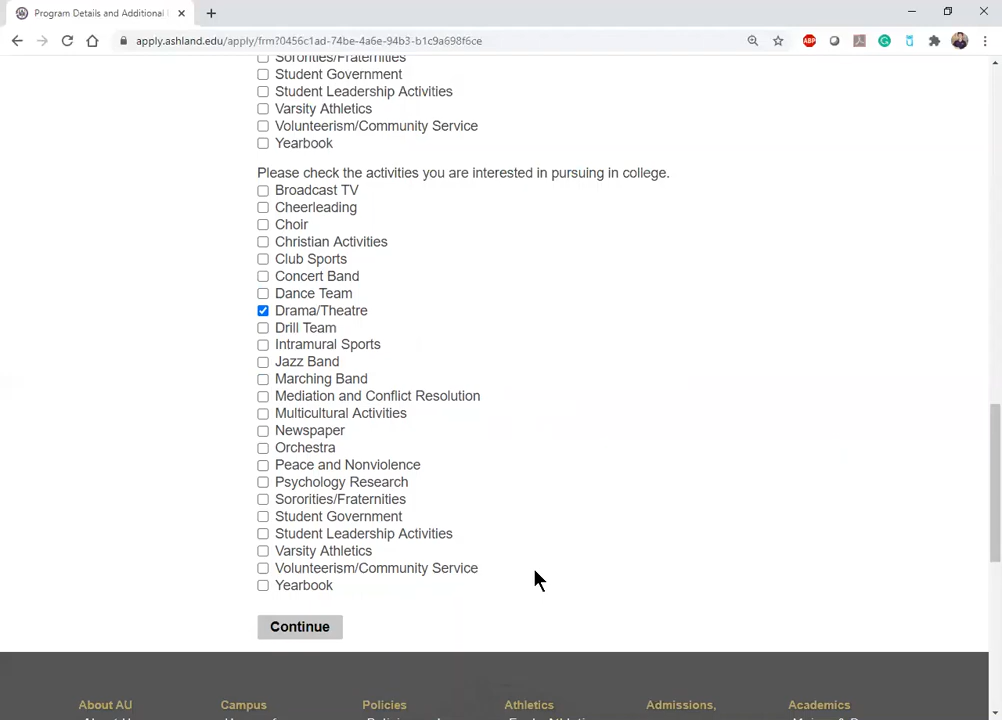 Program Details and Additional
apply.ashland.edu/apply/frm?0456c1ad-74be-4a6e-94b3-b1c9a698f6ce
ABP
Sororities/Fraternities
Student Government
Student Leadership Activities
Varsity Athletics
Volunteerism/Community Service
Yearbook
Please check the activities you are interested in pursuing in college.
Broadcast TV
Cheerleading
Choir
Christian Activities
Club Sports
Concert Band
Dance Team
Drama/Theatre
Drill Team
Intramural Sports
Jazz Band
Marching Band
Mediation and Conflict Resolution
Multicultural Activities
Newspaper
Orchestra
Peace and Nonviolence
Psychology Research
Sororities/Fraternities
Student Government
Student Leadership Activities
Varsity Athletics
Volunteerism/Community Service
Yearbook
Continue
About AU Campus Policies Athletics Admissions, Academics